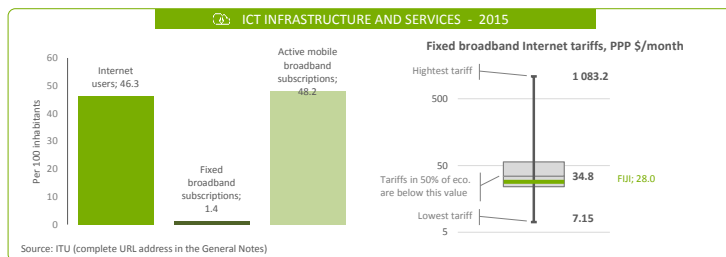 ICT INFRASTRUCTURE AND SERVICES - 2015
60
50
40
30
20
10
0
Per 100 inhabitants
Internet
users; 46.3
Fixed
broadband
subscriptions;
1.4
Active mobile
broadband
subscriptions;
48.2
Fixed broadband Internet tariffs, PPP $/month
Hightest tariff
1 083.2
500
50
Tariffs in 50% of eco.
are below this value
34.8
FIJI; 28.0
Lowest tariff
7.15
5
Source: ITU (complete URL address in the General Notes)